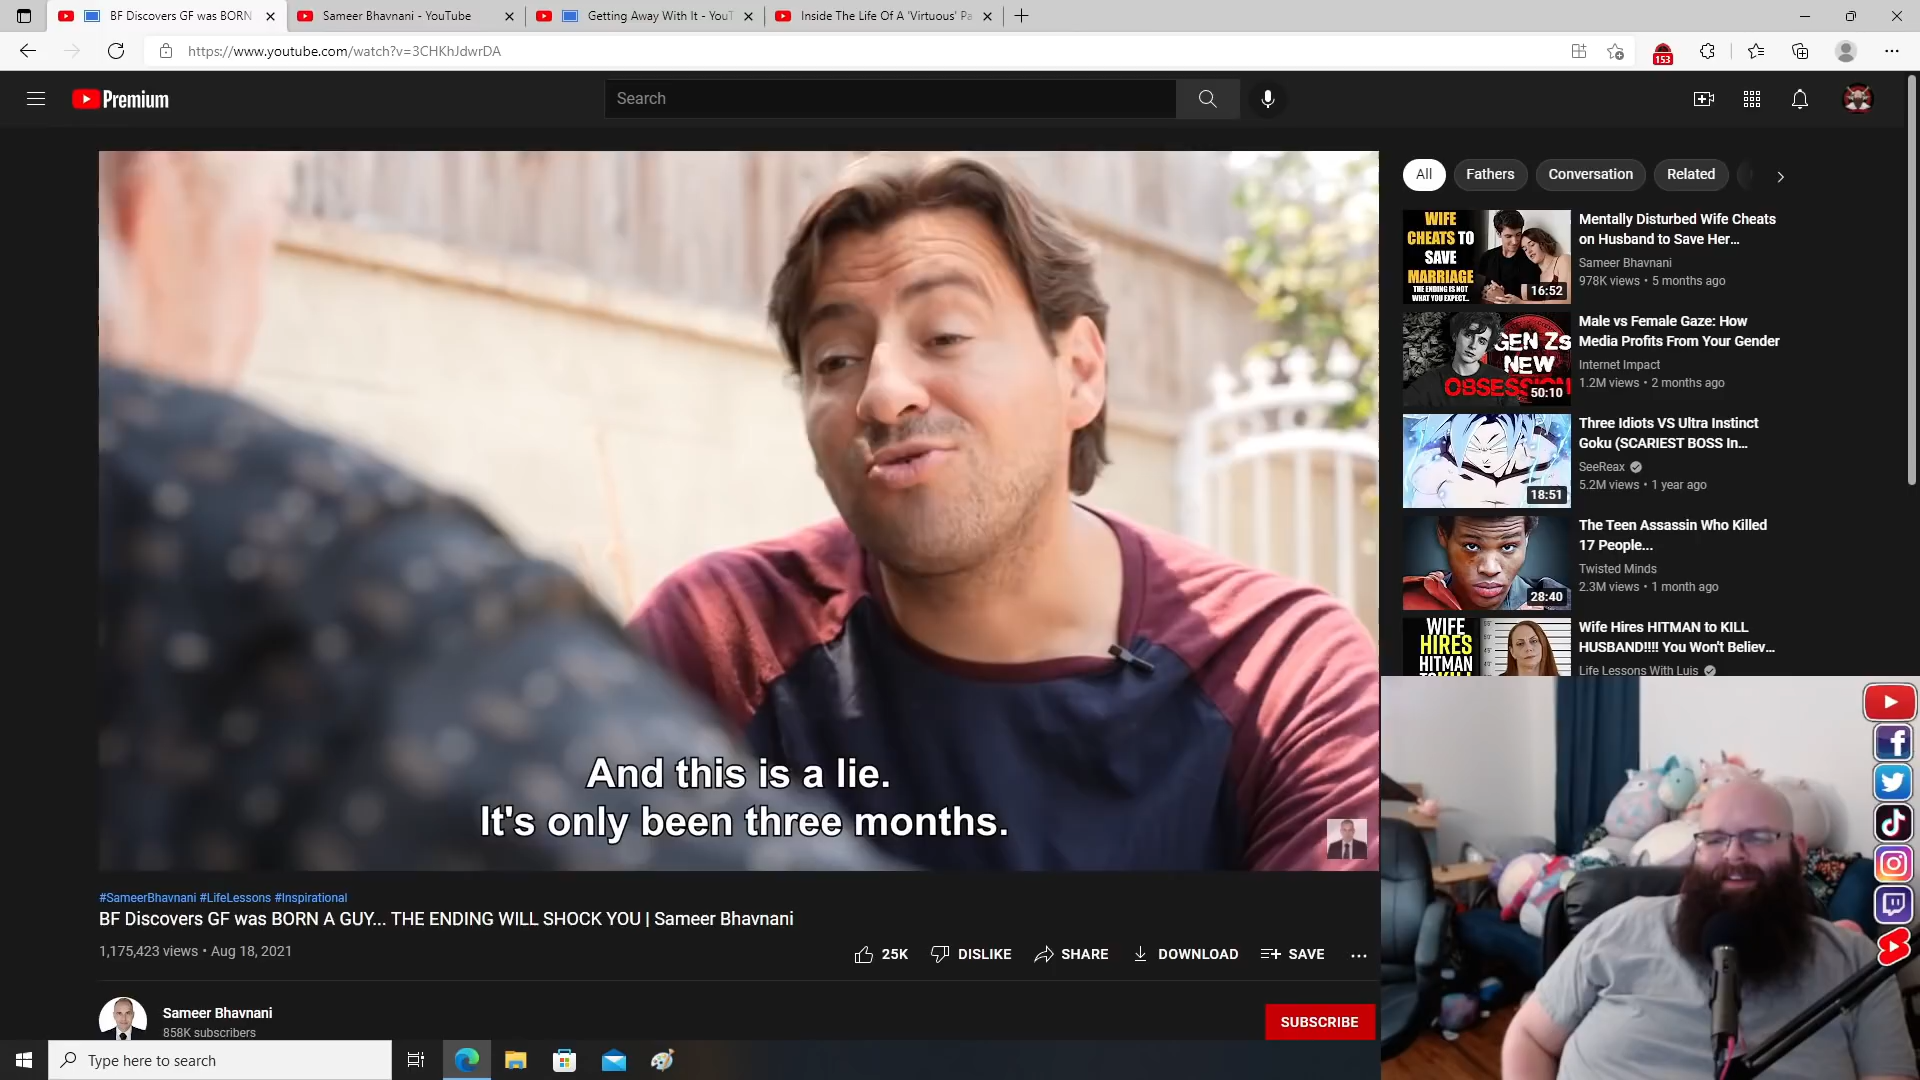 BF Discovers GF was BORN
Sameer Bhavnani - YouTube
Getting Away With It - YouT
Inside The Life Of A 'Virtuous' Pa
https://www.youtube.com/watch?v=3CHKhJdwrDA
153
Premium
Search
All
Fathers
Conversation
Related
WIFE
CHEATS TO
SAVE
MARRIAGE
THE ENDING IS NOT
WHAT YOU EXPECT...
16:52
Mentally Disturbed Wife Cheats
on Husband to Save Her...
Sameer Bhavnani
978K views • 5 months ago
GEN Zs
NEW
OBSESSION
50:10
Male vs Female Gaze: How
Media Profits From Your Gender
Internet Impact
1.2M views • 2 months ago
18:51
Three Idiots VS Ultra Instinct
Goku (SCARIEST BOSS In...
SeeReax
5.2M views • 1 year ago
28:40
The Teen Assassin Who Killed
17 People...
Twisted Minds
2.3M views • 1 month ago
WIFE
HIRES
HITMAN
Wife Hires HITMAN to KILL
HUSBAND!!!! You Won't Believ...
Life Lessons With Luis
And this is a lie.
It's only been three months.
#SameerBhavnani #LifeLessons #Inspirational
BF Discovers GF was BORN A GUY... THE ENDING WILL SHOCK YOU | Sameer Bhavnani
1,175,423 views • Aug 18, 2021
25K
DISLIKE
SHARE
DOWNLOAD
SAVE
Sameer Bhavnani
858K subscribers
SUBSCRIBE
Type here to search